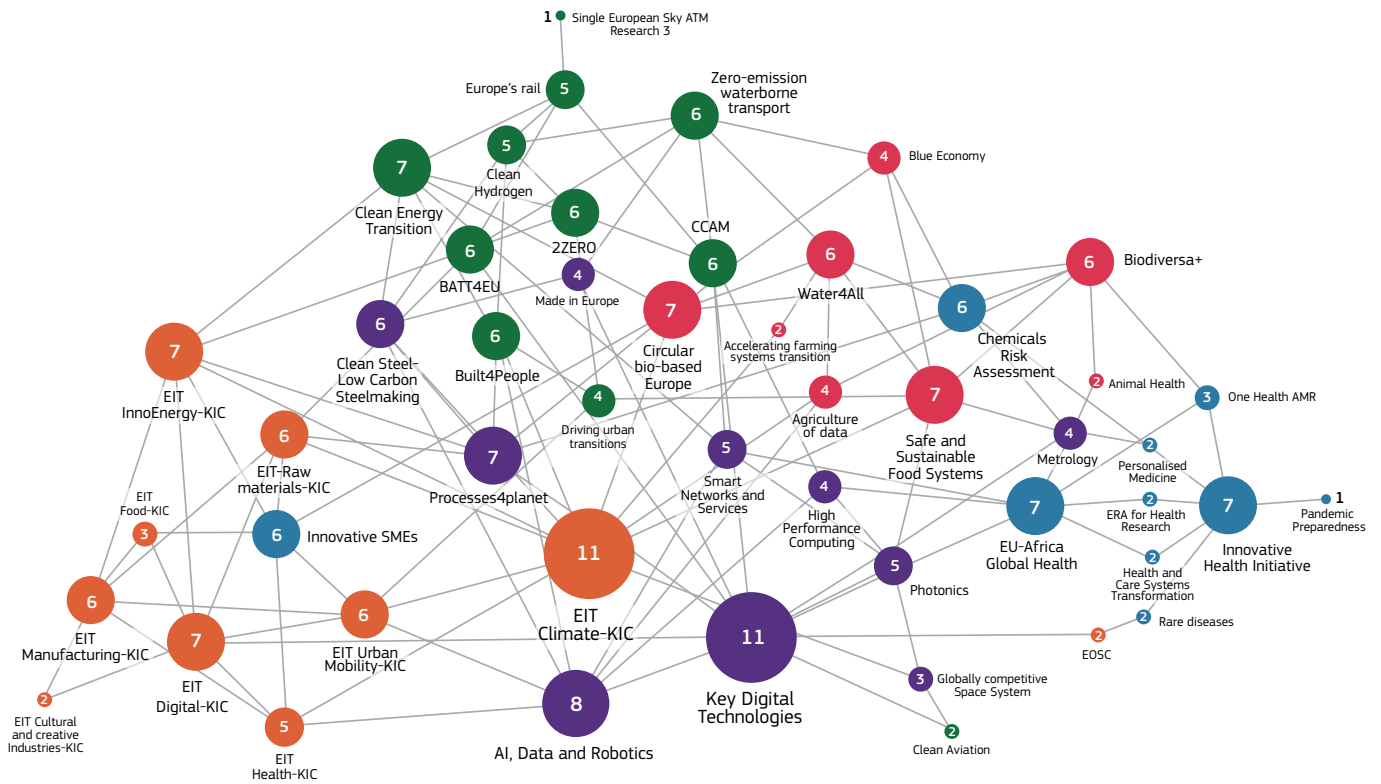 1 Single European Sky ATM
Research 3
Europe's rail 5
Zero-emission
waterborne
transport
6
5
Clean
Hydrogen
7
Clean Energy
Transition
4 Blue Economy
6
2ZERO
CCAM
6
6
BATT4EU
6
Water4All
6 Biodiversa+
4
Made in Europe
7
Circular
bio-based
Europe
6
Chemicals
Risk
Assessment
6
Clean Steel-
Low Carbon
Steelmaking
6
Built4People
2
Accelerating farming
systems transition
7
EIT
InnoEnergy-KIC
4
Driving urban
transitions
4
Agriculture
of data
7
Safe and
Sustainable
Food Systems
2 Animal Health
3 One Health AMR
6
EIT-Raw
materials-KIC
7
Processes4planet
5
Smart
Networks and
Services
4
Metrology
2
Personalised
Medicine
4
High
Performance
Computing
7
EU-Africa
Global Health
2
ERA for Health
Research
7
Innovative
Health Initiative
1
Pandemic
Preparedness
EIT
Food-KIC
3
6 Innovative SMEs
11
EIT
Climate-KIC
5
Photonics
2
Health and
Care Systems
Transformation
6
EIT
Manufacturing-KIC
7
EIT
Digital-KIC
6
EIT Urban
Mobility-KIC
11
Key Digital
Technologies
2 Rare diseases
2
EOSC
2
EIT Cultural
and creative
Industries-KIC
5
EIT
Health-KIC
8
AI, Data and Robotics
3 Globally competitive
Space System
2
Clean Aviation